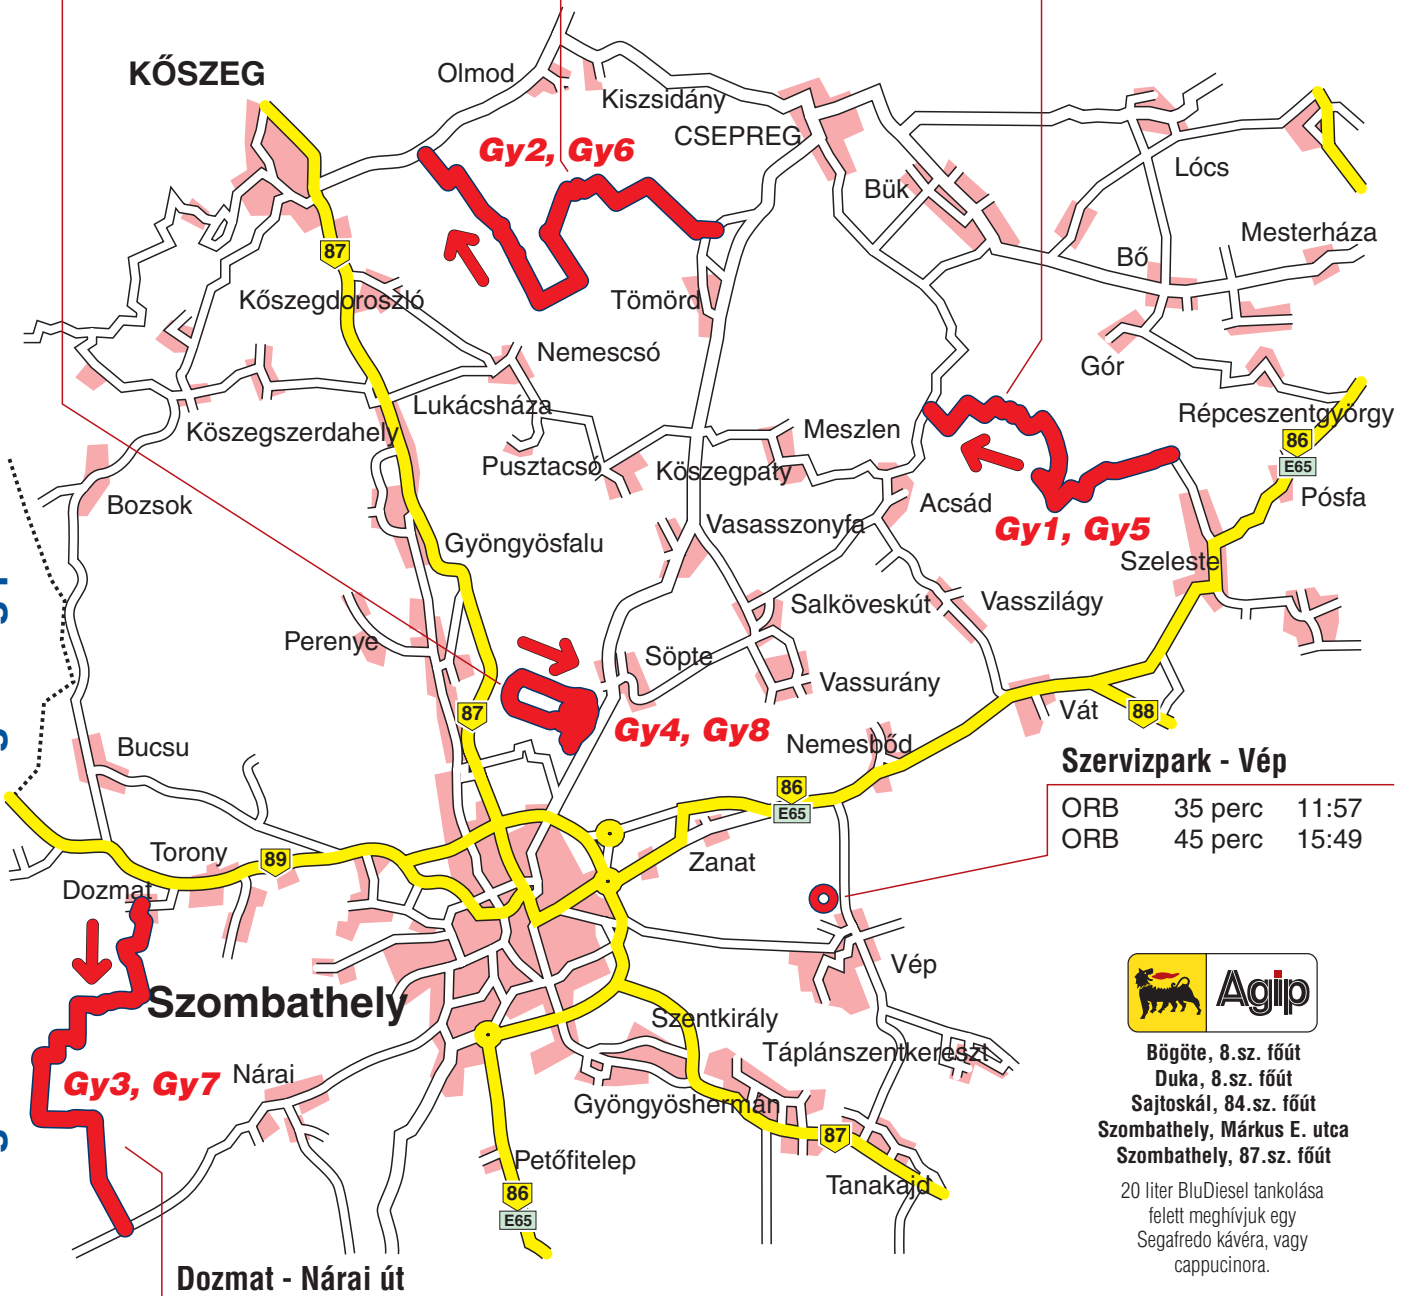 KŐSZEG
Olmod
Kiszsidány
CSEPREG
Gy2, Gy6
Lócs
Bük
Mesterháza
Bő
87
Kőszegdoroszló
Tömörd
Nemescsó
Gór
Lukácsháza
Répceszentgyörgy
Köszegszerdahely
Meszlen
86
E65
Pusztacsó
Köszegpaty
Pósfa
Bozsok
Acsád
Vasasszonyfa
Gy1, Gy5
Gyöngyösfalu
Szeleste
Salköveskút
Vasszilágy
Perenye
Söpte
Vassurány
87
Vát
88
Gy4, Gy8
Nemesbőd
Bucsu
Szervizpark - Vép
86
E65
ORB 35 perc 11:57
ORB 45 perc 15:49
Torony
89
Zanat
Dozmat
Vép
Szombathely
Agip
Szentkirály
Táplánszentkereszt
Bögöte, 8.sz. főút
Duka, 8.sz. főút
Sajtoskál, 84.sz. főút
Szombathely, Márkus E. utca
Szombathely, 87.sz. főút
Gy3, Gy7
Nárai
Gyöngyöshermán
87
Petőfitelep
Tanakajd
86
E65
20 liter BluDiesel tankolása
felett meghívjuk egy
Segafredo kávéra, vagy
cappucinora.
Dozmat - Nárai út